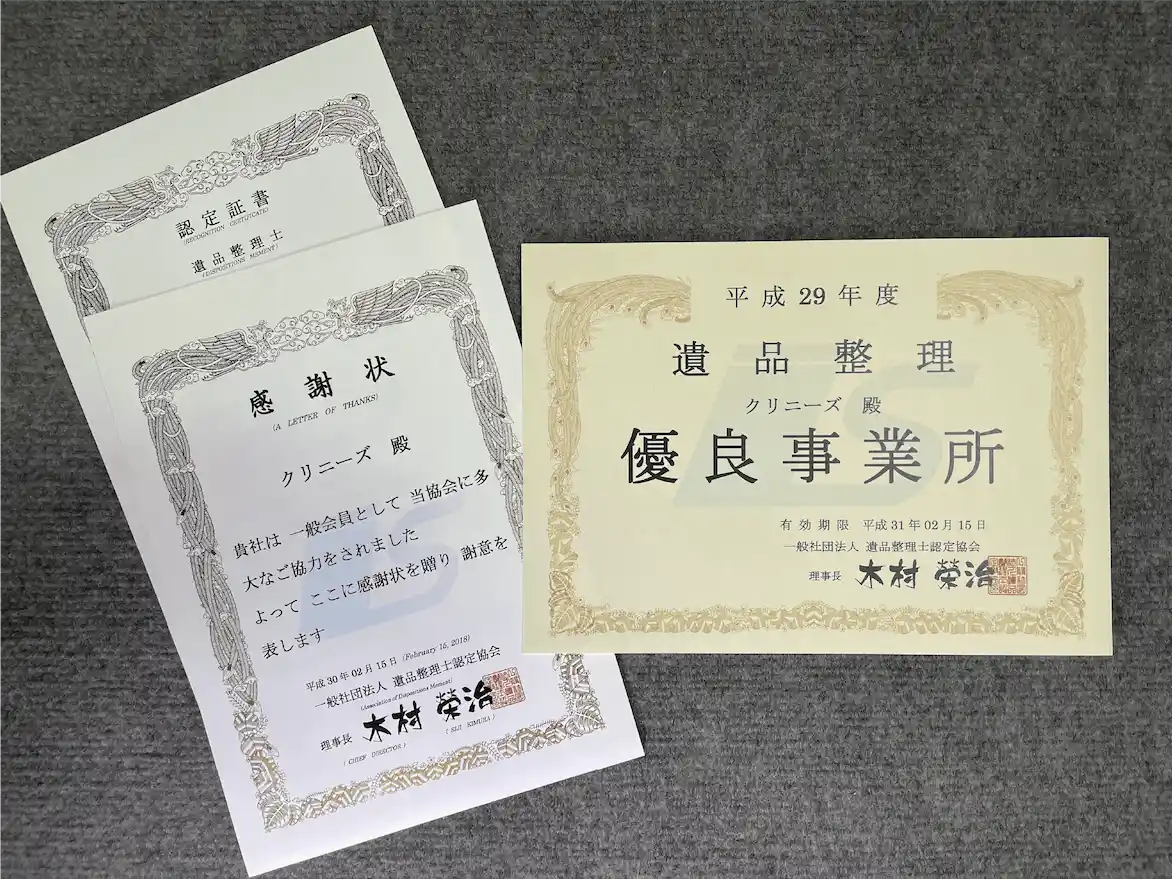 認定証書
(RECOGNITION CERTIFICATE)
遺品整理士
(DISPOSITIONS MEMENT)
感謝状
(A LETTER OF THANKS)
クリニーズ 殿
貴社は 一般会員として 当協会に多
大なご協力をされました
よって ここに感謝状を贈り 謝意を
表します
平成30年02月15日 (February 15, 2018)
一般社団法人 遺品整理士認定協会
(Association of Dispositions Moment)
理事長 木村 榮治
(CHIEF DIRECTOR) (EIJI KIMURA)
平成29年度
遺品整理
クリニーズ 殿
優良事業所
有効期限 平成31年02月15日
一般社団法人 遺品整理士認定協会
理事長 木村 榮治